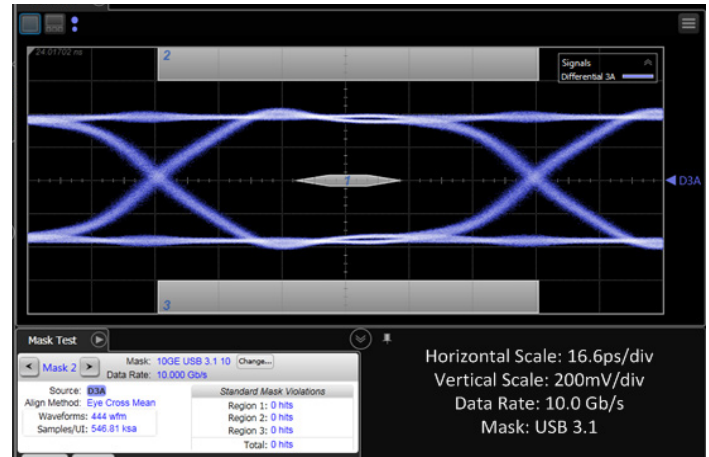 24.01702 ns
2
Signals
Differential 3A
1
D3A
3
Mask Test
Mask 2
Mask: 10GE USB 3.1 10 Change...
Data Rate: 10.000 Gb/s
Source: D3A
Align Method: Eye Cross Mean
Waveforms: 444 wfm
Samples/UI: 546.81 ksa
Standard Mask Violations
Region 1: 0 hits
Region 2: 0 hits
Region 3: 0 hits
Total: 0 hits
Horizontal Scale: 16.6ps/div
Vertical Scale: 200mV/div
Data Rate: 10.0 Gb/s
Mask: USB 3.1